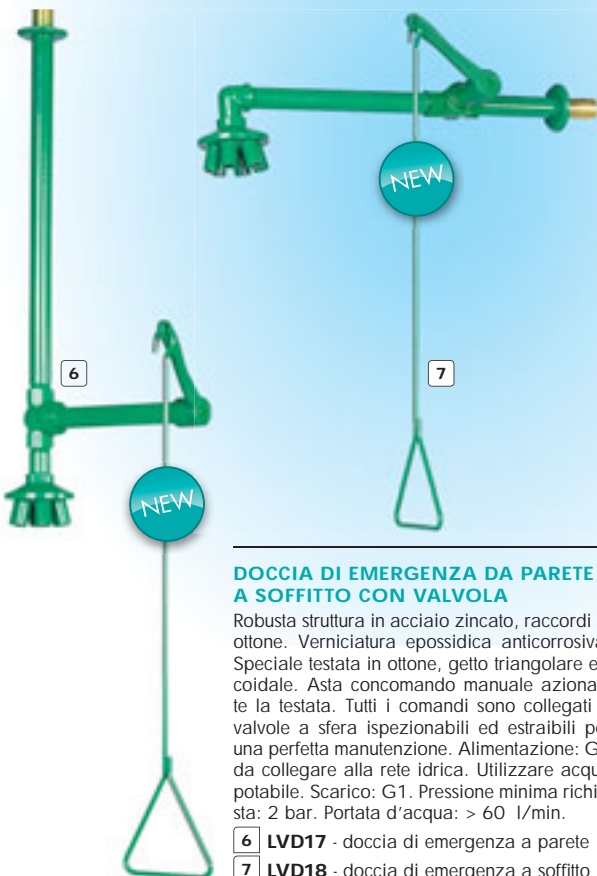 NEW
6
7
NEW
DOCCIA DI EMERGENZA DA PARETE
A SOFFITTO CON VALVOLA
Robusta struttura in acciaio zincato, raccordi
ottone. Verniciatura epossidica anticorrosiva
Speciale testata in ottone, getto triangolare e
coidale. Asta concomando manuale aziona
te la testata. Tutti i comandi sono collegati
valvole a sfera ispezionabili ed estraibili pe
una perfetta manutenzione. Alimentazione: G
da collegare alla rete idrica. Utilizzare acqu
potabile. Scarico: G1. Pressione minima richi
sta: 2 bar. Portata d'acqua: > 60 l/min.
6 LVD17 - doccia di emergenza a parete
7 LVD18 - doccia di emergenza a soffitto